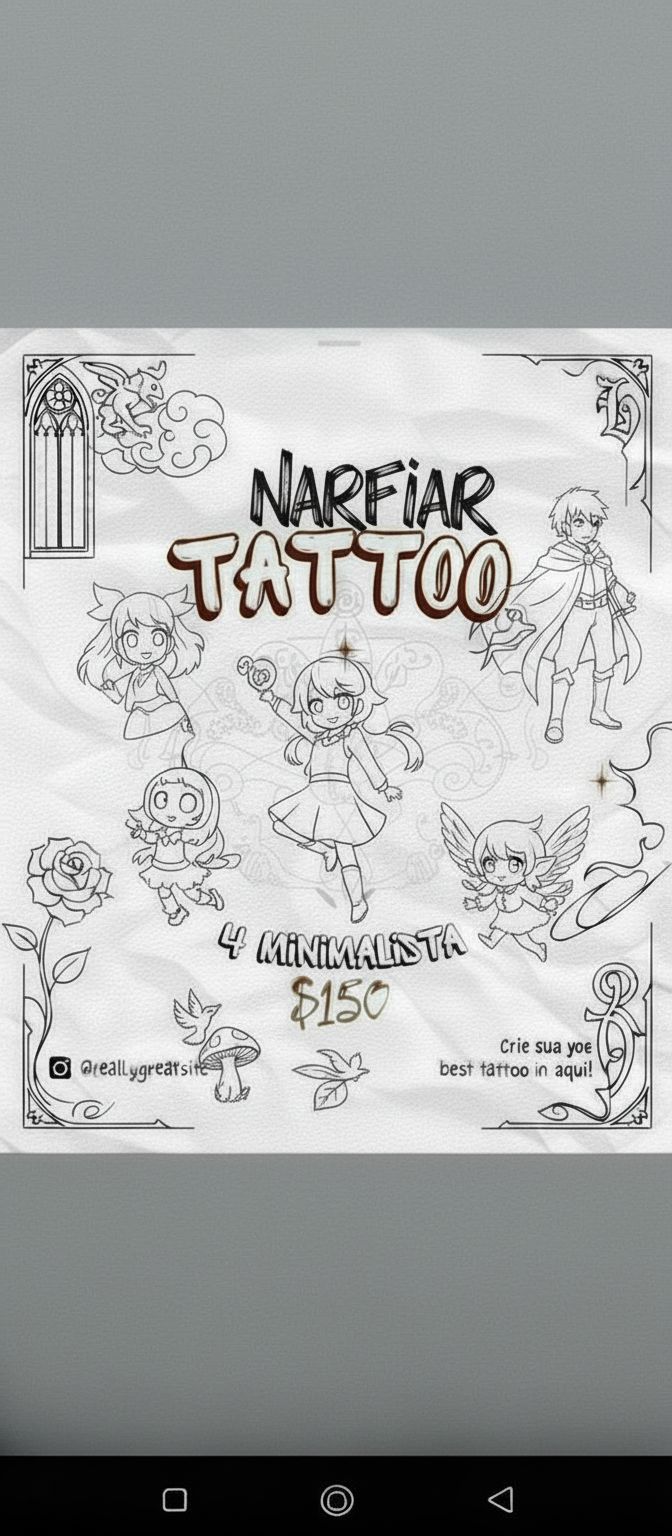 NARFiAR
TATTOO
4 MiNiMALiSTA
$150
@reallygreatsite
Crie sua yoe
best tattoo in aqui!